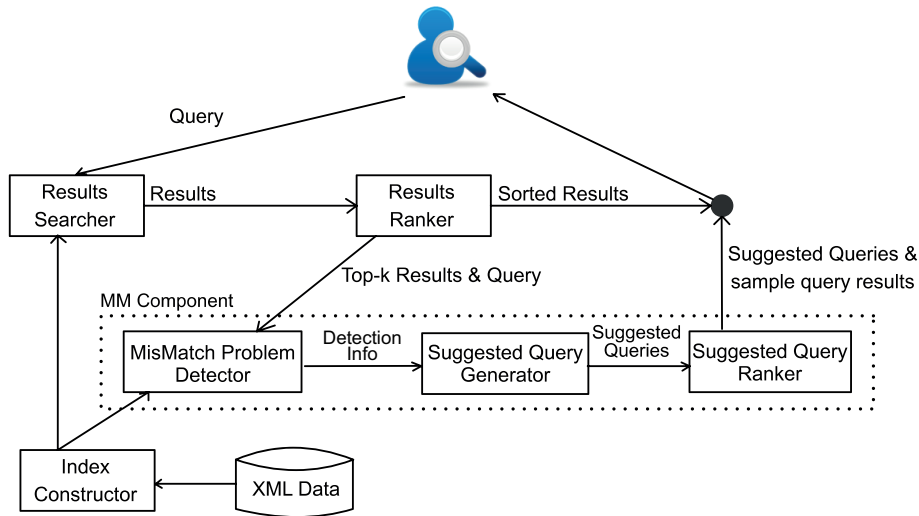 Query
Results
Searcher
Results
Results
Ranker
Sorted Results
Top-k Results & Query
Suggested Queries &
sample query results
MM Component
MisMatch Problem
Detector
Detection
Info
Suggested Query
Generator
Suggested
Queries
Suggested Query
Ranker
Index
Constructor
XML Data